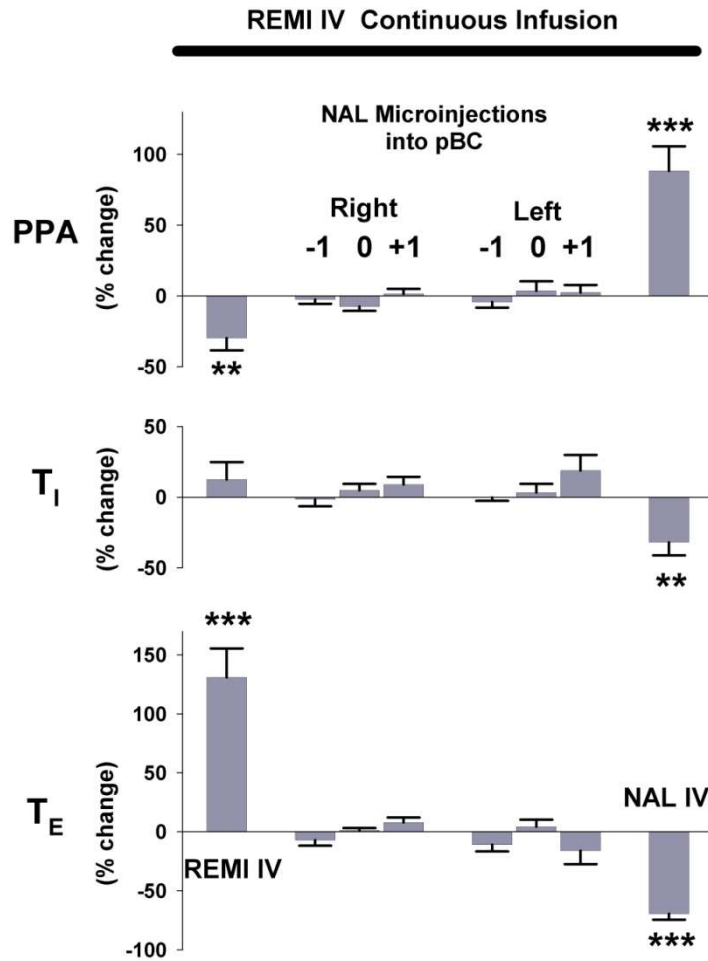 REMI IV Continuous Infusion
NAL Microinjections
into pBC
***
Right
Left
-1 0 +1
-1 0 +1
PPA
(% change)
100
50
0
-50
**
T_I
(% change)
50
0
-50
**
***
T_E
(% change)
150
100
50
0
-50
-100
REMI IV
NAL IV
***